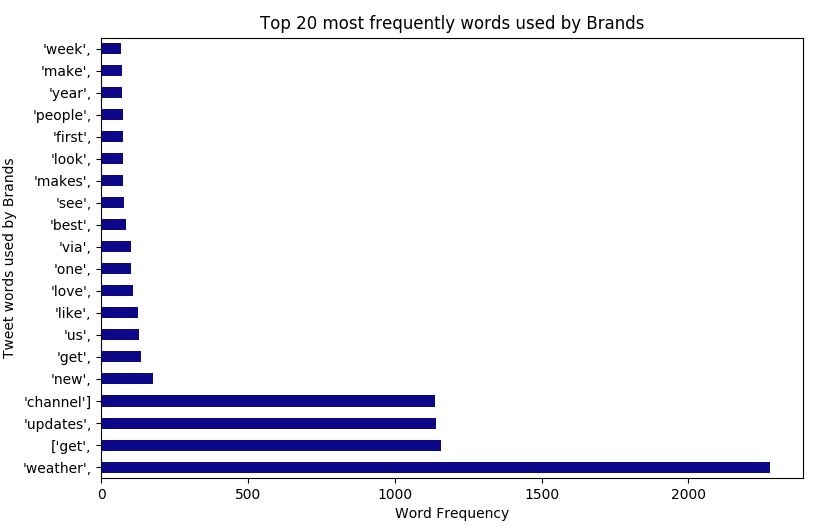 Top 20 most frequently words used by Brands
Tweet words used by Brands
'week',
'make',
'year',
'people',
'first',
'look',
'makes',
'see',
'best',
'via',
'one',
'love',
'like',
'us',
'get',
'new',
'channel']
'updates',
['get',
'weather',
0 500 1000 1500 2000
Word Frequency